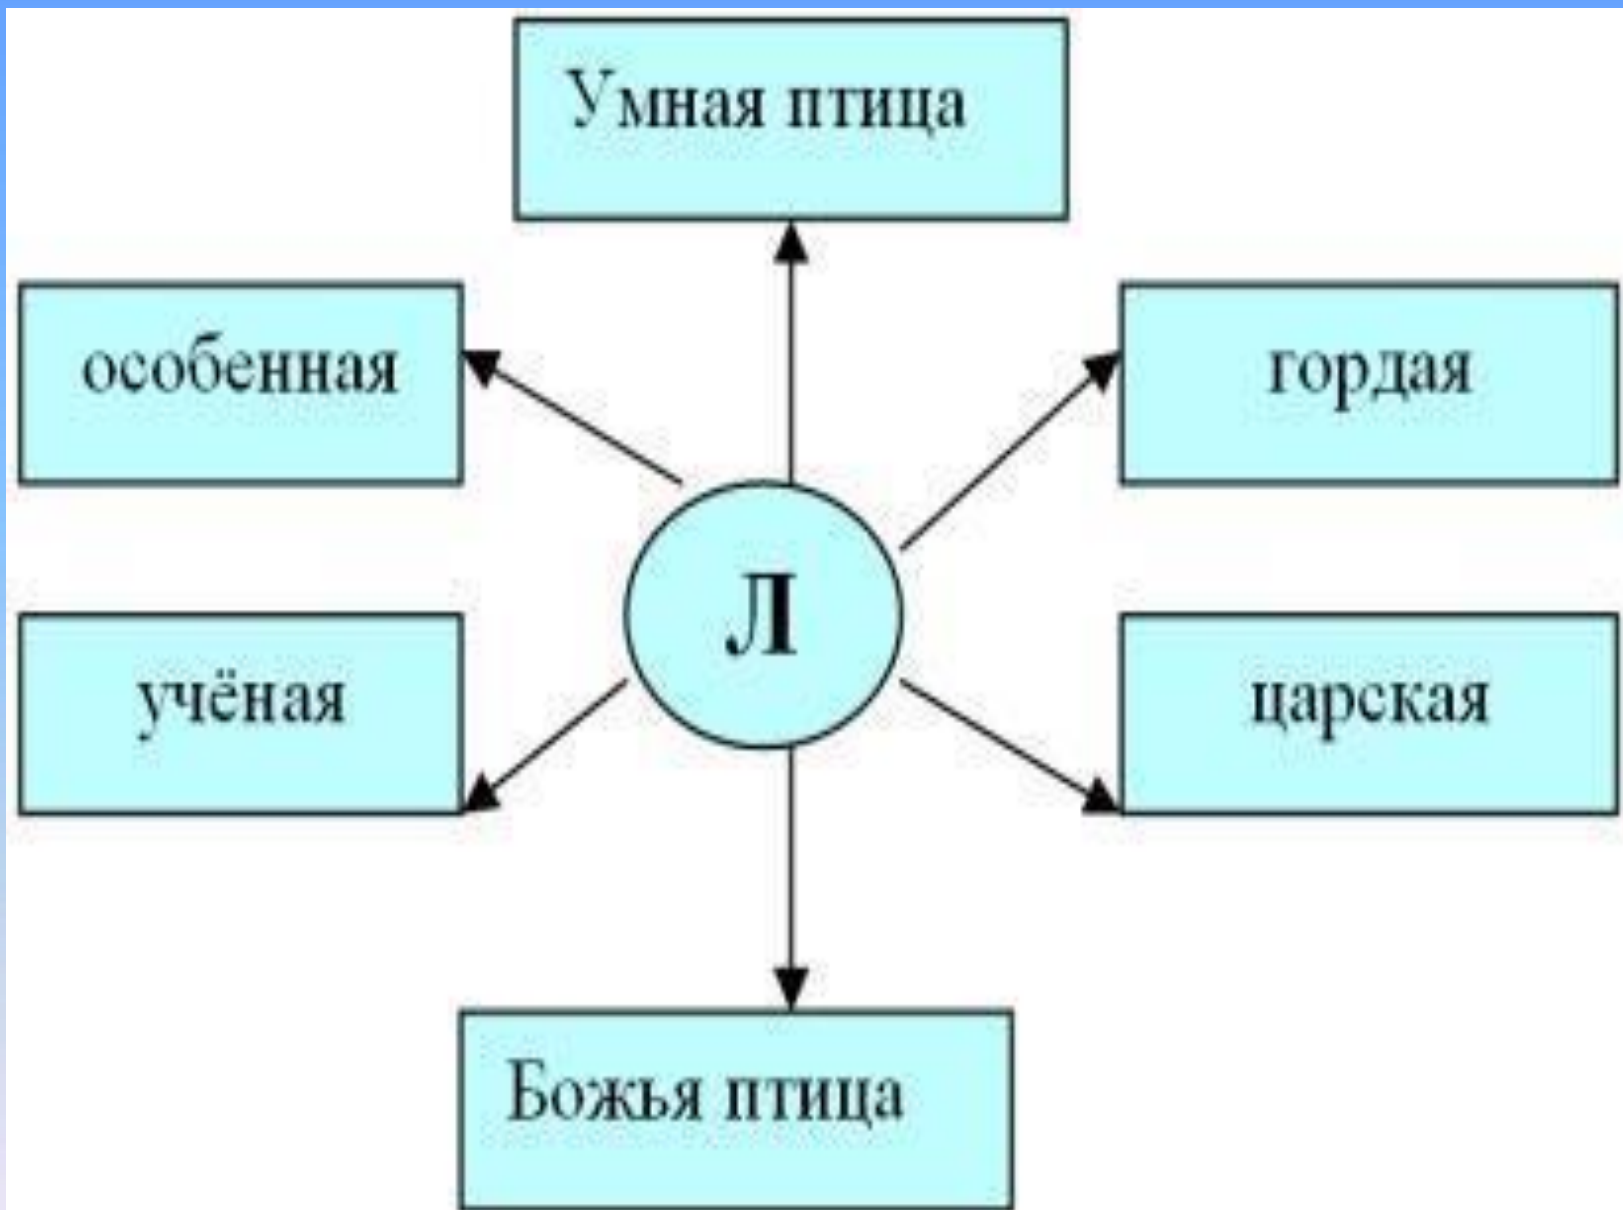 Умная птица
особенная
гордая
Л
учёная
царская
Божья птица